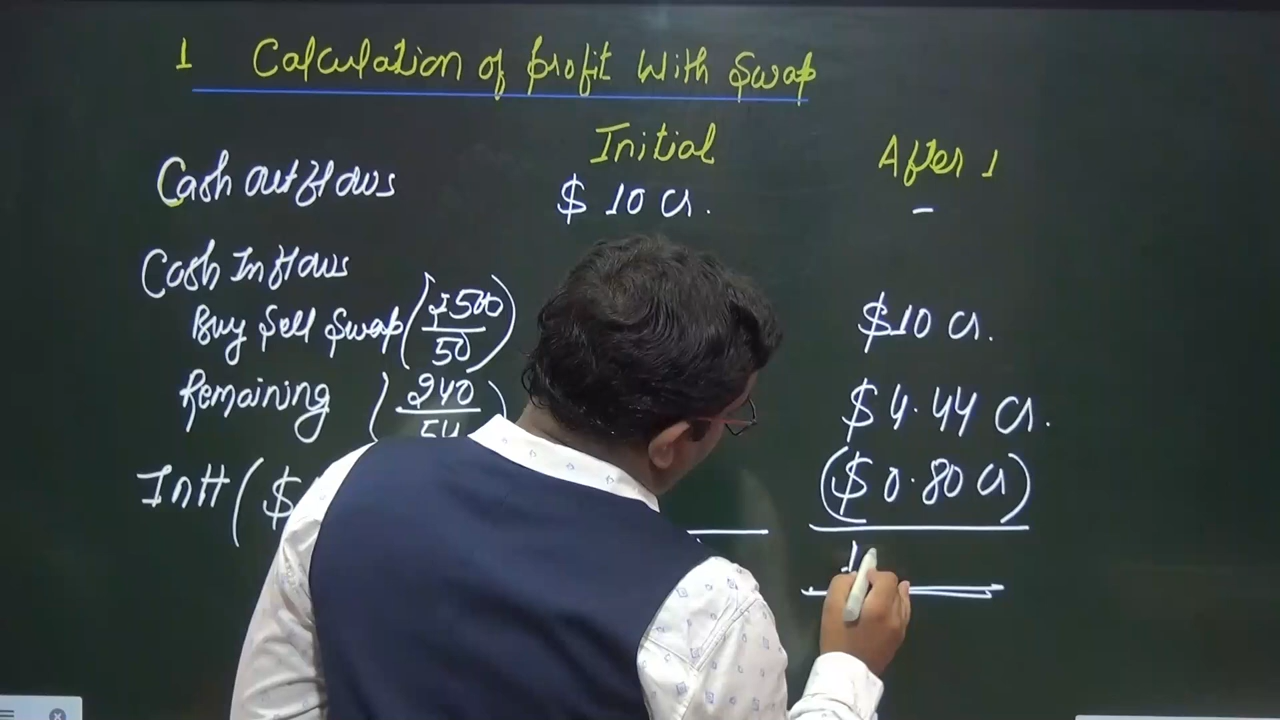 1 Calculation of Profit With Swap
Initial After 1
Cash outflows $ 10 Cr. -
Cash Inflows
Buy Sell Swap (₹500/50) $10 Cr.
Remaining (240/54 $4.44 Cr.
Intt ($ ($ 0.80 Cr)